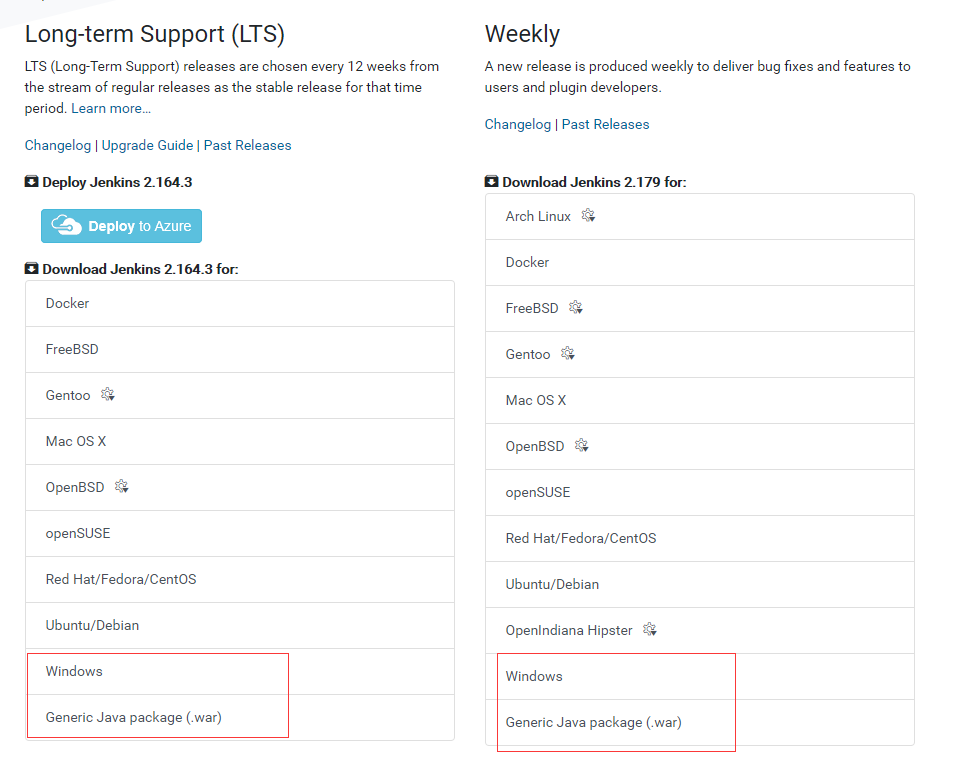 Long-term Support (LTS)
LTS (Long-Term Support) releases are chosen every 12 weeks from
the stream of regular releases as the stable release for that time
period. Learn more...
Changelog | Upgrade Guide | Past Releases
Deploy Jenkins 2.164.3
Deploy to Azure
Download Jenkins 2.164.3 for:
Docker
FreeBSD
Gentoo
Mac OS X
OpenBSD
openSUSE
Red Hat/Fedora/CentOS
Ubuntu/Debian
Windows
Generic Java package (.war)
Weekly
A new release is produced weekly to deliver bug fixes and features to
users and plugin developers.
Changelog | Past Releases
Download Jenkins 2.179 for:
Arch Linux
Docker
FreeBSD
Gentoo
Mac OS X
OpenBSD
openSUSE
Red Hat/Fedora/CentOS
Ubuntu/Debian
OpenIndiana Hipster
Windows
Generic Java package (.war)